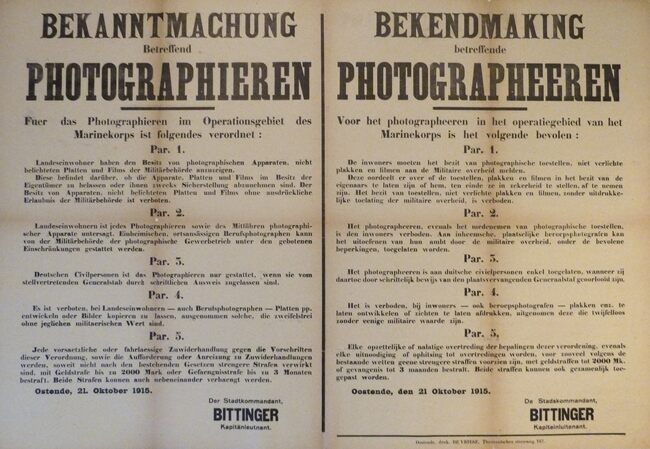 BEKANNTMACHUNG
Betreffend
PHOTOGRAPHIEREN
Fuer das Photographieren im Operationsgebiet des
Marinekorps ist folgendes verordnet :
Par. 1.
Landeseinwohner haben den Besitz von photographischen Apparaten, nicht
belichteten Platten und Films der Militärbehörde anzuzeigen.
Diese befindet darüber, ob die Apparate, Platten und Films im Besitz der
Eigentümer zu belassen oder ihnen zwecks Sicherstellung abzunehmen sind. Der
Besitz von Apparaten, nicht belichteten Platten und Films ohne ausdrückliche
Erlaubnis der Militärbehörde ist verboten.
Par. 2.
Landeseinwohnern ist jedes Photographieren sowie des Mitführen photographi-
scher Apparate untersagt. Einheimischen, ortsansässigen Berufsphotographen kann
von der Militärbehörde der photographische Gewerbetrieb unter den gebotenen
Einschränkungen gestattet werden.
Par. 3.
Deutschen Civilpersonen ist das Photographieren nur gestattet, wenn sie vom
stellvertretenden Generalstab durch schriftlichen Ausweis zugelassen sind.
Par. 4.
Es ist verboten, bei Landeseinwohnern — auch Berufsphotographen — Platten pp.
entwickeln oder Bilder kopieren zu lassen, ausgenommen solche, die zweifelsfrei
ohne jeglichen militaerischen Wert sind.
Par. 5.
Jede vorsaetzliche oder fahrlaessige Zuwiderhandlung gegen die Vorschriften
dieser Verordnung, sowie die Aufforderung oder Anreizung zu Zuwiderhandlungen
werden, soweit nicht nach den bestehenden Gesetzen strengere Strafen verwirkt
sind, mit Geldstrafe bis zu 2000 Mark oder Gefaengnisstrafe bis zu 3 Monaten
bestraft. Beide Strafen koennen auch nebeneinander verhaengt werden.
Ostende, 21. Oktober 1915.
Der Stadtkommandant,
BITTINGER
Kapitänleutnant.
BEKENDMAKING
betreffende
PHOTOGRAPHEEREN
Voor het photographeeren in het operatiegebied van het
Marinekorps is het volgende bevolen :
Par. 1.
De inwoners moeten het bezit van photographische toestellen, niet verlichte
plakken en filmen aan de Militaire overheid melden.
Deze oordeelt er over of de toestellen, plakken en filmen in het bezit van de
eigenaars te laten zijn of hem, ten einde ze in zekerheid te stellen, af te nemen
zijn. Het bezit van toestellen, niet verlichte plakken en filmen, zonder uitdrukke-
lijke toelating der militaire overheid, is verboden.
Par. 2.
Het photographeeren, evenals het medenemen van photographische toestellen,
is den inwoners verboden. Aan inheemsche, plaatselijke beroepsphotografen kan
het uitoefenen van hun ambt door de militaire overheid, onder de bevolene
beperkingen, toegelaten worden.
Par. 3.
Het photographeeren is aan duitsche civielpersonen enkel toegelaten, wanneer zij
daartoe door schriftelijk bewijs van den plaatsvervangenden Generaalstaf geoorloofd zijn.
Par. 4.
Het is verboden, bij inwoners — ook beroepsphotografen — plakken enz. te
laten ontwikkelen of zichten te laten afdrukken, uitgenomen deze die twijfelloos
zonder eenige militaire waarde zijn.
Par. 5.
Elke opzettelijke of nalatige overtreding der bepalingen dezer verordening, evenals
elke uitnoodiging of ophitsing tot overtredingen worden, voor zooveel volgens de
bestaande wetten geene strengere straffen voorzien zijn, met geldstraffen tot 2000 Mk.
of gevangenis tot 3 maanden bestraft. Beide straffen kunnen ook gezamenlijk toe-
gepast worden.
Oostende, den 21 Oktober 1915.
De Stadskommandant,
BITTINGER
Kapiteinluitenant.
Oostende, druk. DE VRIESE, Thouroutschen steenweg,